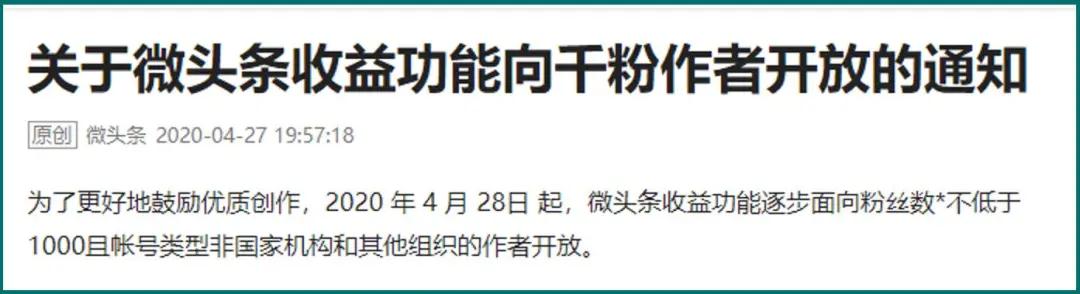 关于微头条收益功能向千粉作者开放的通知
原创 微头条 2020-04-27 19:57:18
为了更好地鼓励优质创作，2020 年 4 月 28日 起，微头条收益功能逐步面向粉丝数*不低于
1000且帐号类型非国家机构和其他组织的作者开放。